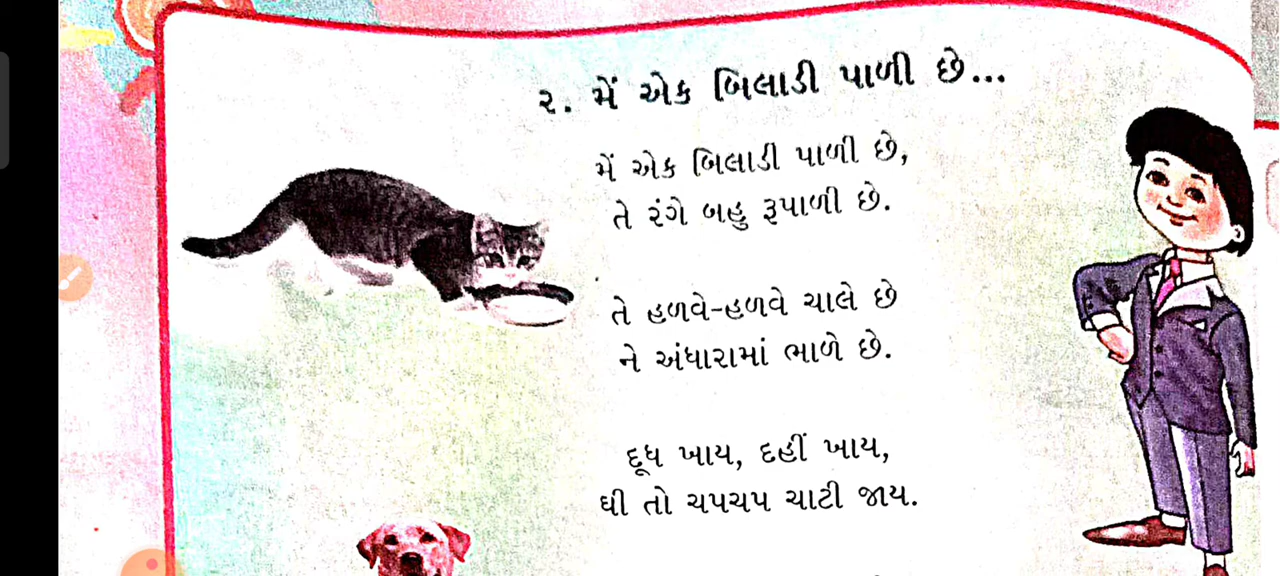 ૨. મેં એક બિલાડી પાળી છે...
મેં એક બિલાડી પાળી છે,
તે રંગે બહુ રૂપાળી છે.
તે હળવે-હળવે ચાલે છે
ને અંધારામાં ભાળે છે.
દૂધ ખાય, દહીં ખાય,
ઘી તો ચપચપ ચાટી જાય.